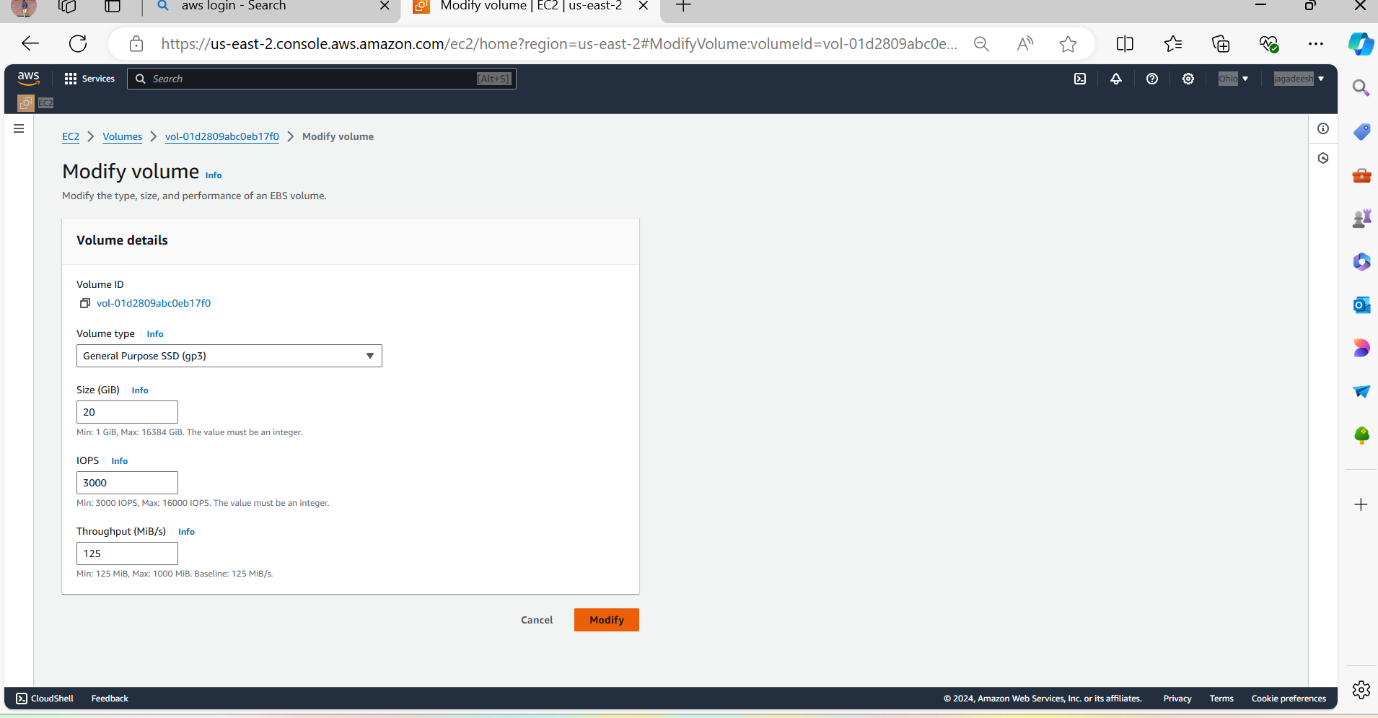 aws login - Search
Modify volume | EC2 | us-east-2
https://us-east-2.console.aws.amazon.com/ec2/home?region=us-east-2#ModifyVolume:volumeId=vol-01d2809abc0e...
aws
Services
Search
[Alt+S]
Ohio
jagadeesh
EC2
EC2 > Volumes > vol-01d2809abc0eb17f0 > Modify volume
Modify volume Info
Modify the type, size, and performance of an EBS volume.
Volume details
Volume ID
vol-01d2809abc0eb17f0
Volume type Info
General Purpose SSD (gp3)
Size (GiB) Info
20
Min: 1 GiB, Max: 16384 GiB. The value must be an integer.
IOPS Info
3000
Min: 3000 IOPS, Max: 16000 IOPS. The value must be an integer.
Throughput (MiB/s) Info
125
Min: 125 MiB, Max: 1000 MiB. Baseline: 125 MiB/s.
Cancel
Modify
CloudShell Feedback
© 2024, Amazon Web Services, Inc. or its affiliates. Privacy Terms Cookie preferences